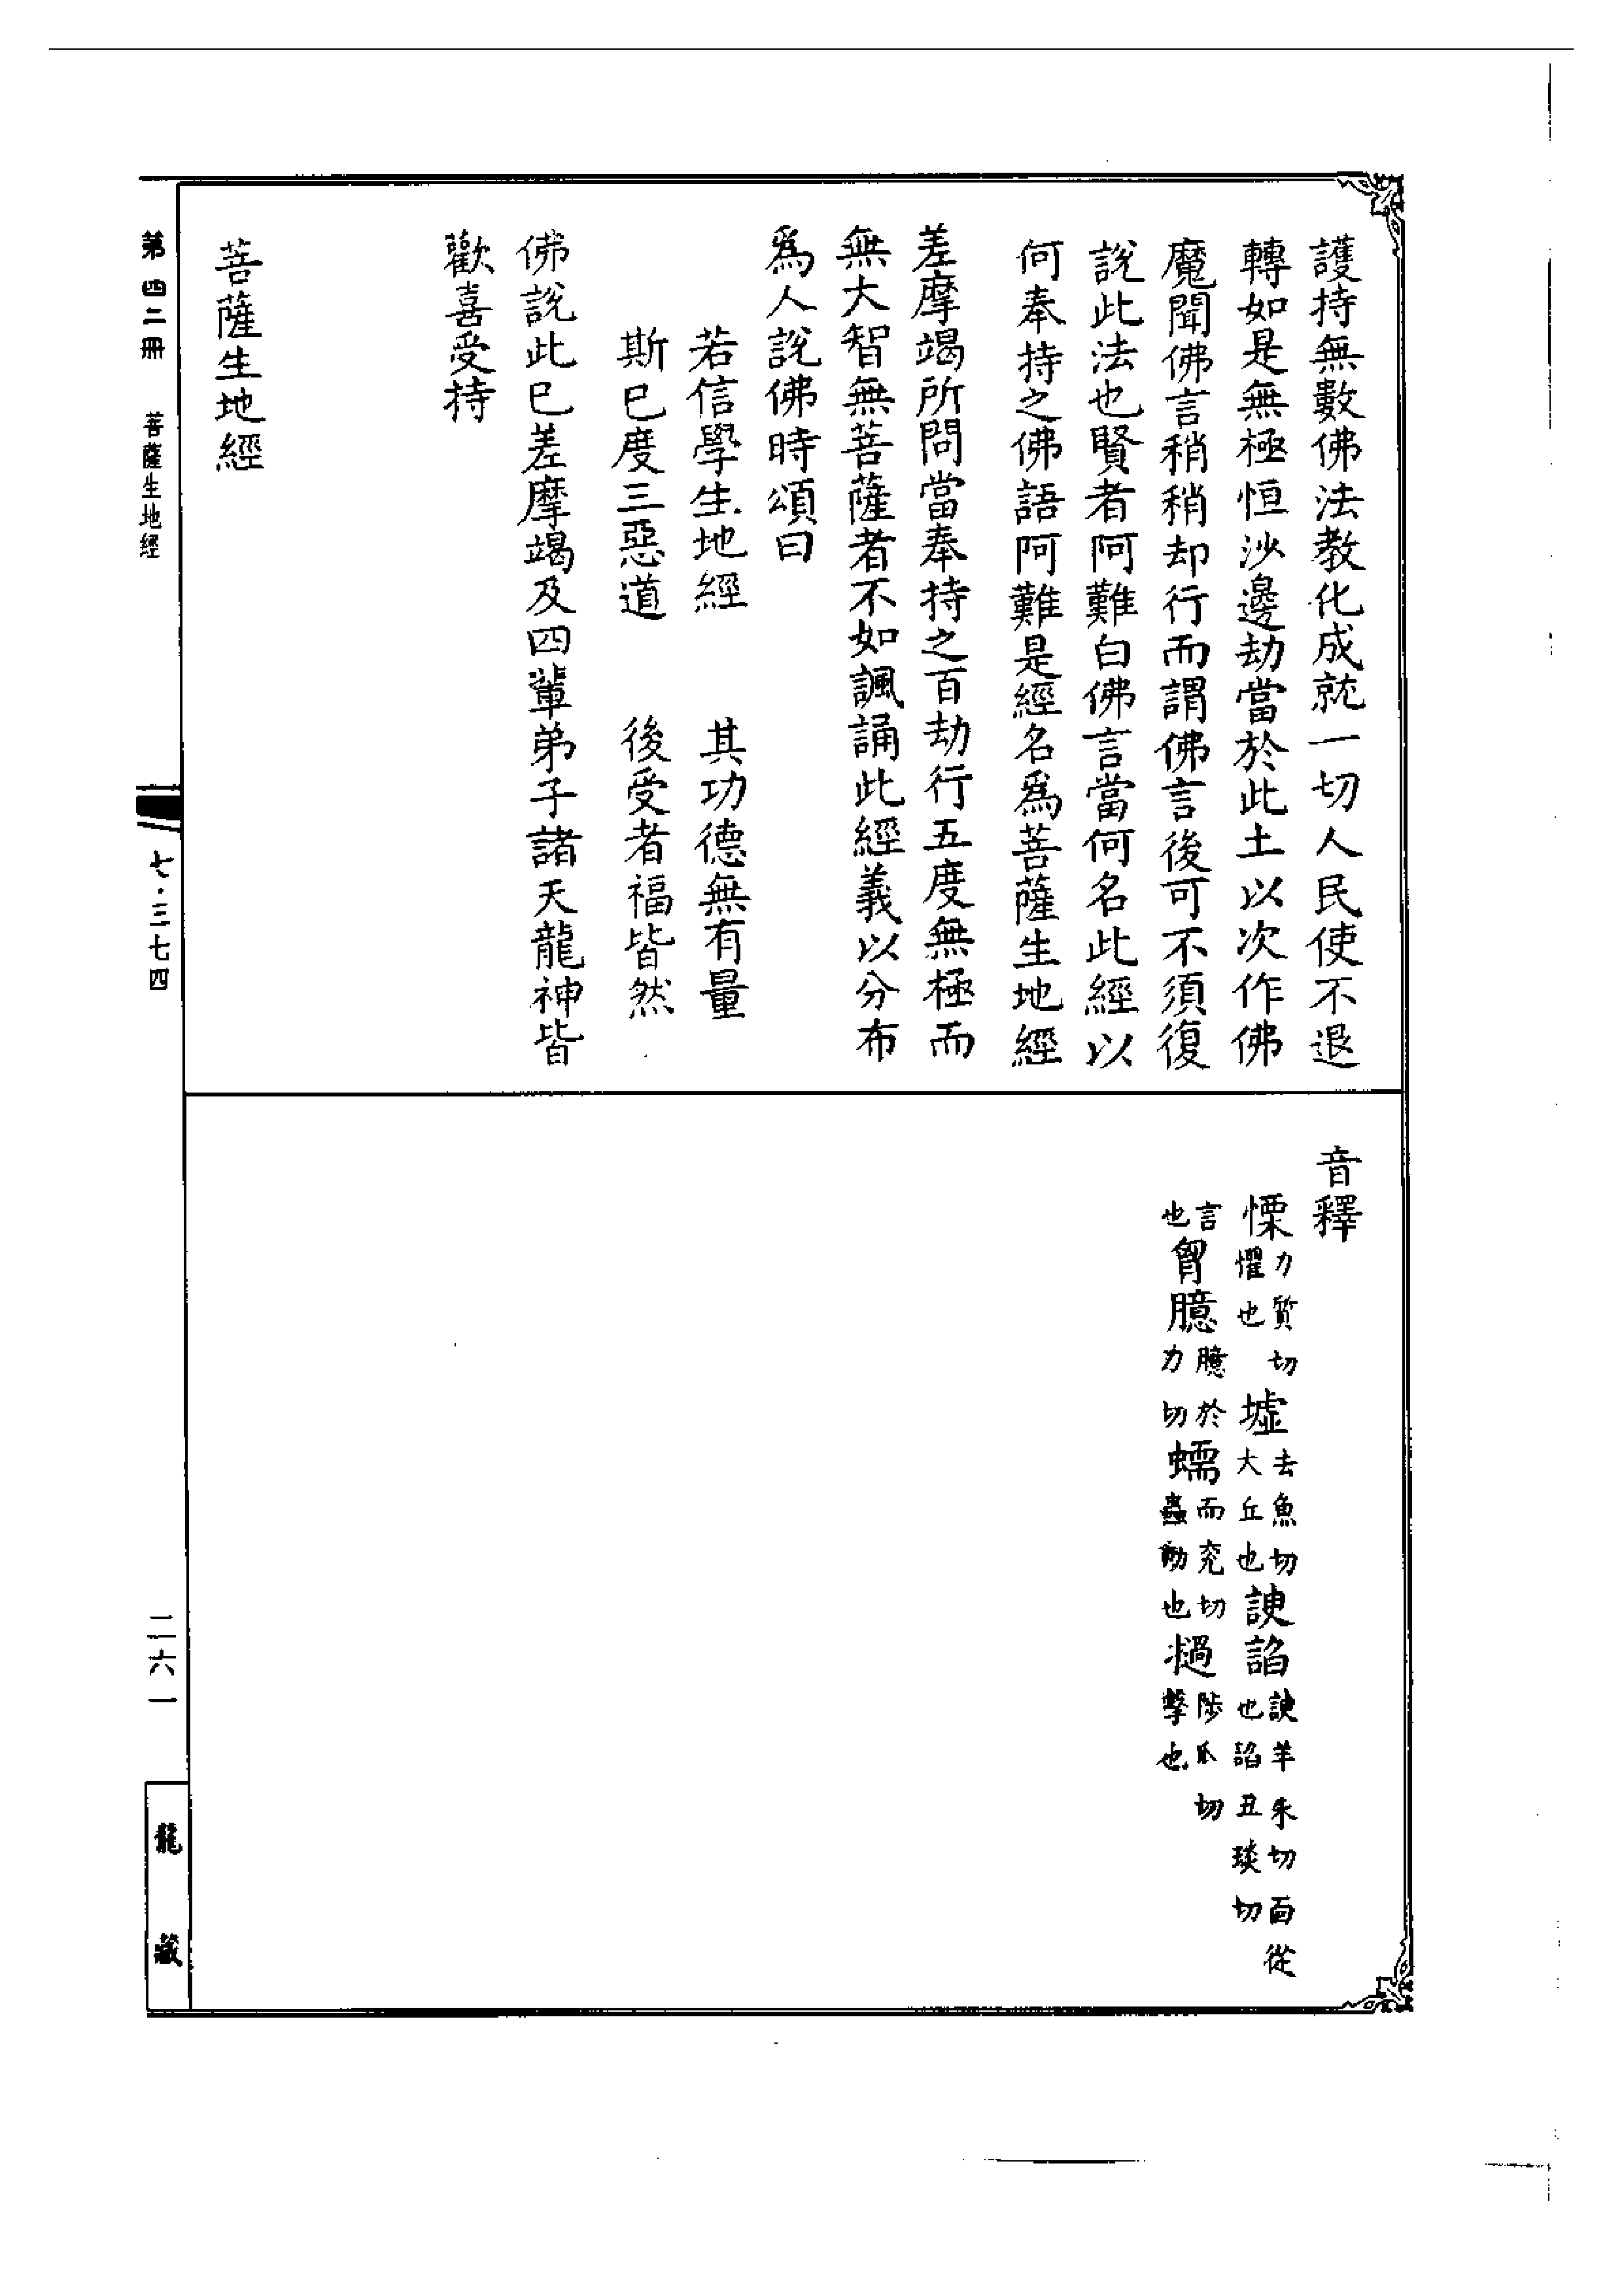 護持無數佛法教化成就一切人民使不退
轉如是無極恒沙邊劫當於此土以次作佛
魔聞佛言稍稍却行而謂佛言後可不須復
說此法也賢者阿難白佛言當何名此經以
何奉持之佛語阿難是經名爲菩薩生地經
差摩竭所問當奉持之百劫行五度無極而
無大智無菩薩者不如諷誦此經義以分布
爲人說佛時頌曰
若信學生地經　其功德無有量
斯已度三惡道　後受者福皆然
佛說此已差摩竭及四輩弟子諸天龍神皆
歡喜受持
菩薩生地經
音釋
慄力質切懼也　墟去魚切大丘也　諛諂諛羊朱切面從也諂丑琰切
言也　胷臆臆於力切　蠕而兖切蟲動也　撾陟瓜切擊也
第四二冊　菩薩生地經
七·三七四
二六一
龍藏